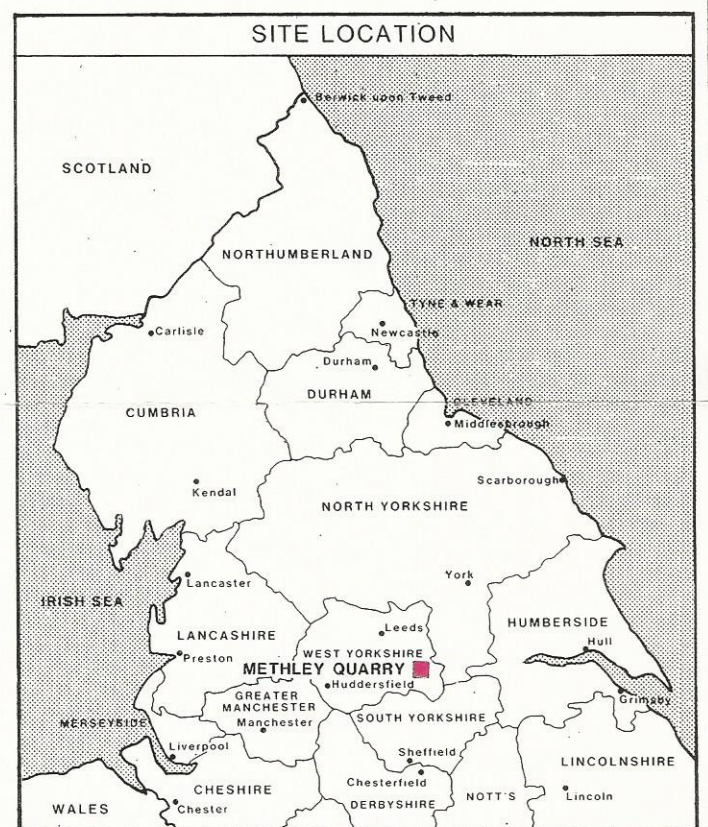 SITE LOCATION
Berwick upon Tweed
SCOTLAND
NORTH SEA
NORTHUMBERLAND
TYNE & WEAR
Carlisle
Newcastle
Durham
DURHAM
CLEVELAND
CUMBRIA
Middlesbrough
Scarborough
Kendal
NORTH YORKSHIRE
York
Lancaster
IRISH SEA
HUMBERSIDE
Leeds
LANCASHIRE
Hull
WEST YORKSHIRE
Preston
METHLEY QUARRY
Huddersfield
GREATER
MANCHESTER
Grimsby
SOUTH YORKSHIRE
MERSEYSIDE
Manchester
Liverpool
Sheffield
LINCOLNSHIRE
CHESHIRE
Chesterfield
NOTT'S
Lincoln
DERBYSHIRE
WALES
Chester